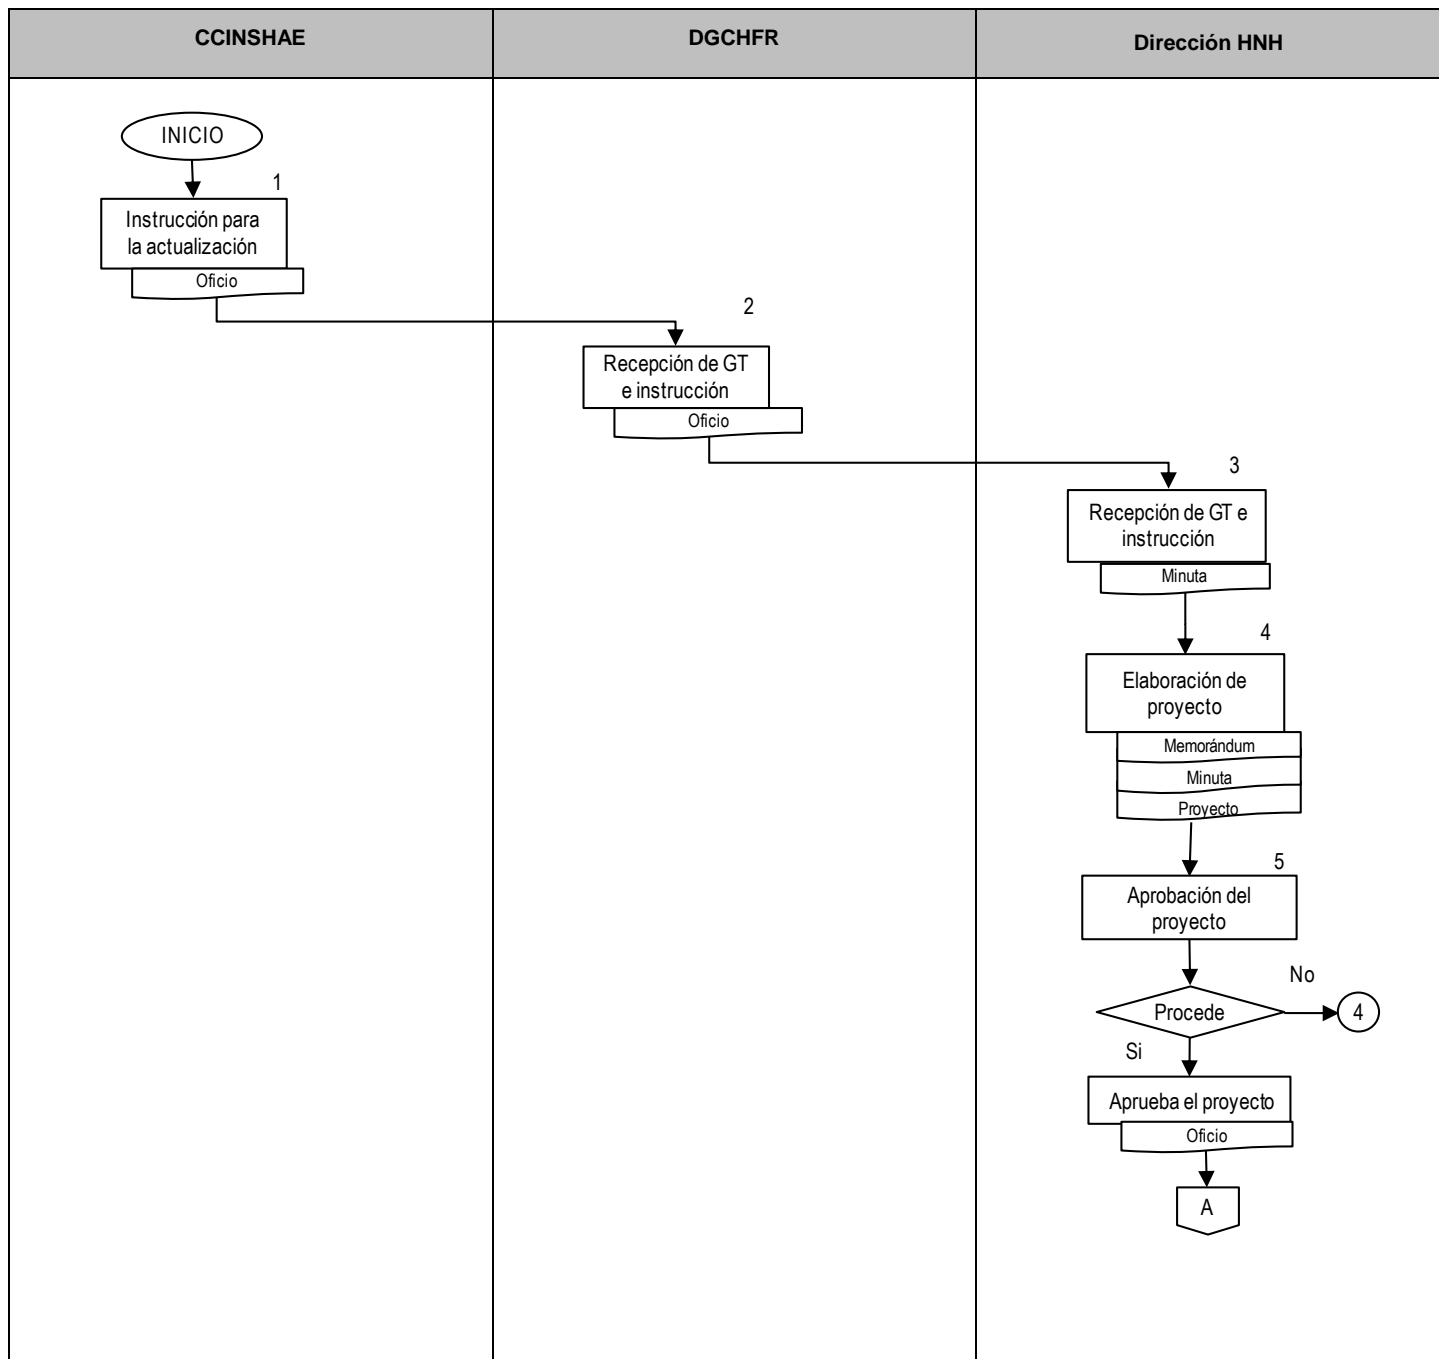 CCINSHAE
DGCHFR
Dirección HNH
INICIO
1
Instrucción para
la actualización
Oficio
2
Recepción de GT
e instrucción
Oficio
3
Recepción de GT e
instrucción
Minuta
4
Elaboración de
proyecto
Memorándum
Minuta
Proyecto
5
Aprobación del
proyecto
No
Procede
4
Si
Aprueba el proyecto
Oficio
A